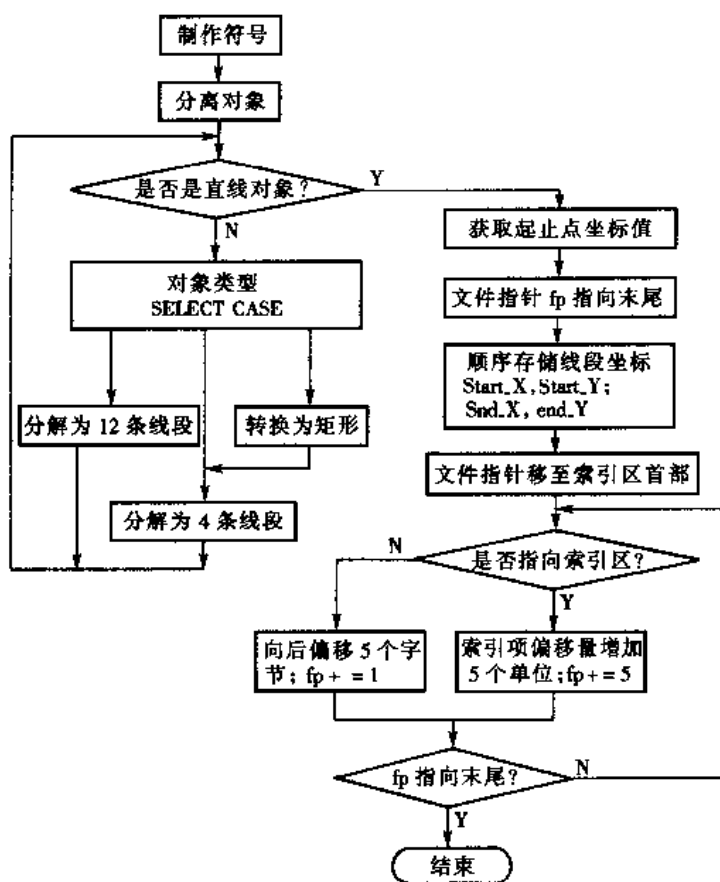 制作符号
分离对象
是否是直线对象?
Y
N
获取起止点坐标值
对象类型
SELECT CASE
文件指针 fp 指向末尾
顺序存储线段坐标
Start_X,Start_Y;
Snd_X, end_Y
分解为 12 条线段
转换为矩形
文件指针移至索引区首部
分解为 4 条线段
N
是否指向索引区?
Y
向后偏移 5 个字
节; fp + = 1
索引项偏移量增加
5 个单位;fp + = 5
fp 指向末尾?
N
Y
结束